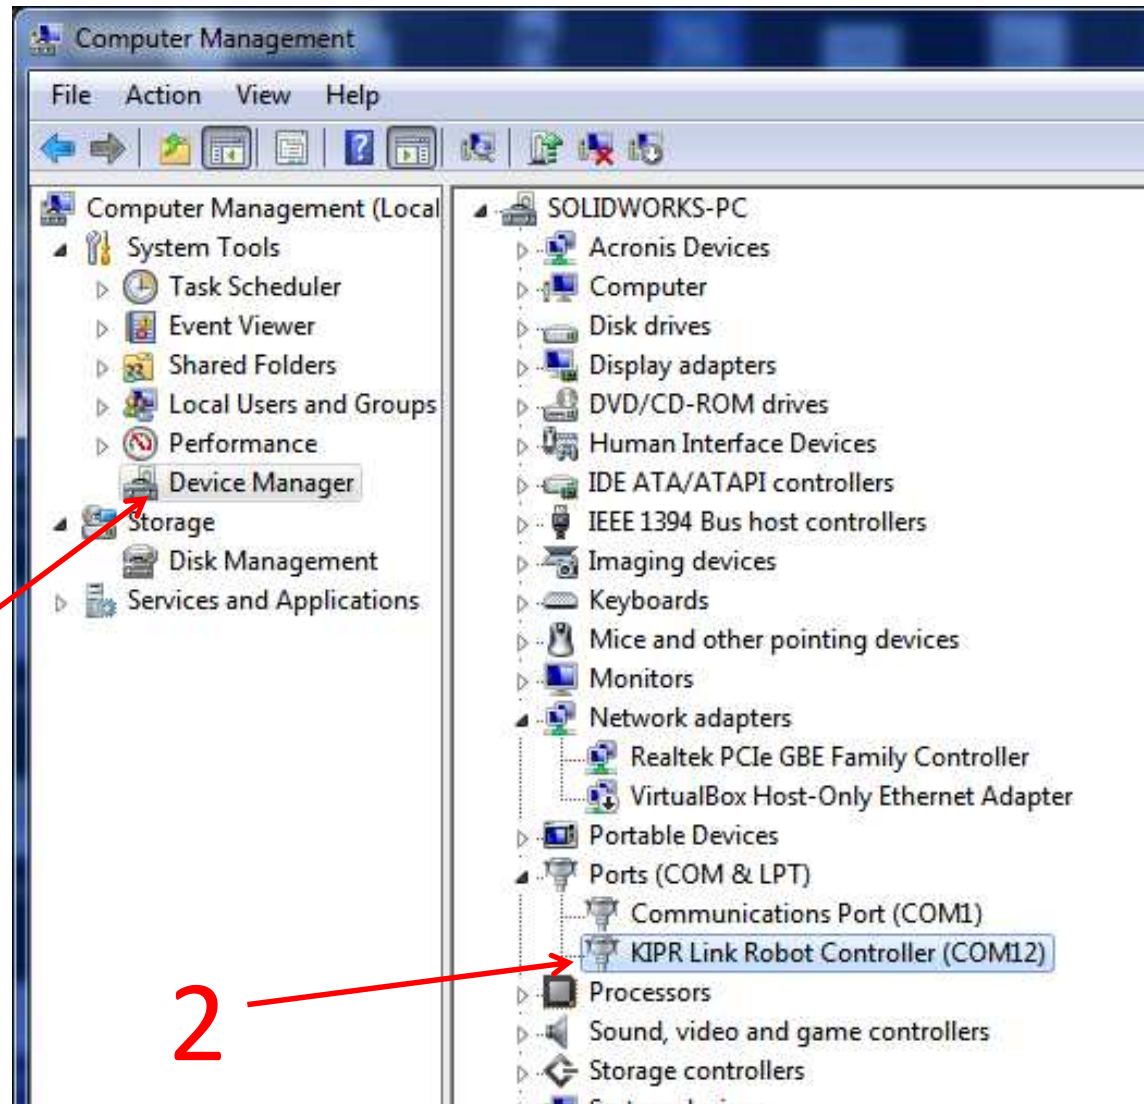 Computer Management
File Action View Help
Computer Management (Local
System Tools
Task Scheduler
Event Viewer
Shared Folders
Local Users and Groups
Performance
Device Manager
Storage
Disk Management
Services and Applications
SOLIDWORKS-PC
Acronis Devices
Computer
Disk drives
Display adapters
DVD/CD-ROM drives
Human Interface Devices
IDE ATA/ATAPI controllers
IEEE 1394 Bus host controllers
Imaging devices
Keyboards
Mice and other pointing devices
Monitors
Network adapters
Realtek PCIe GBE Family Controller
VirtualBox Host-Only Ethernet Adapter
Portable Devices
Ports (COM & LPT)
Communications Port (COM1)
KIPR Link Robot Controller (COM12)
Processors
Sound, video and game controllers
Storage controllers
2